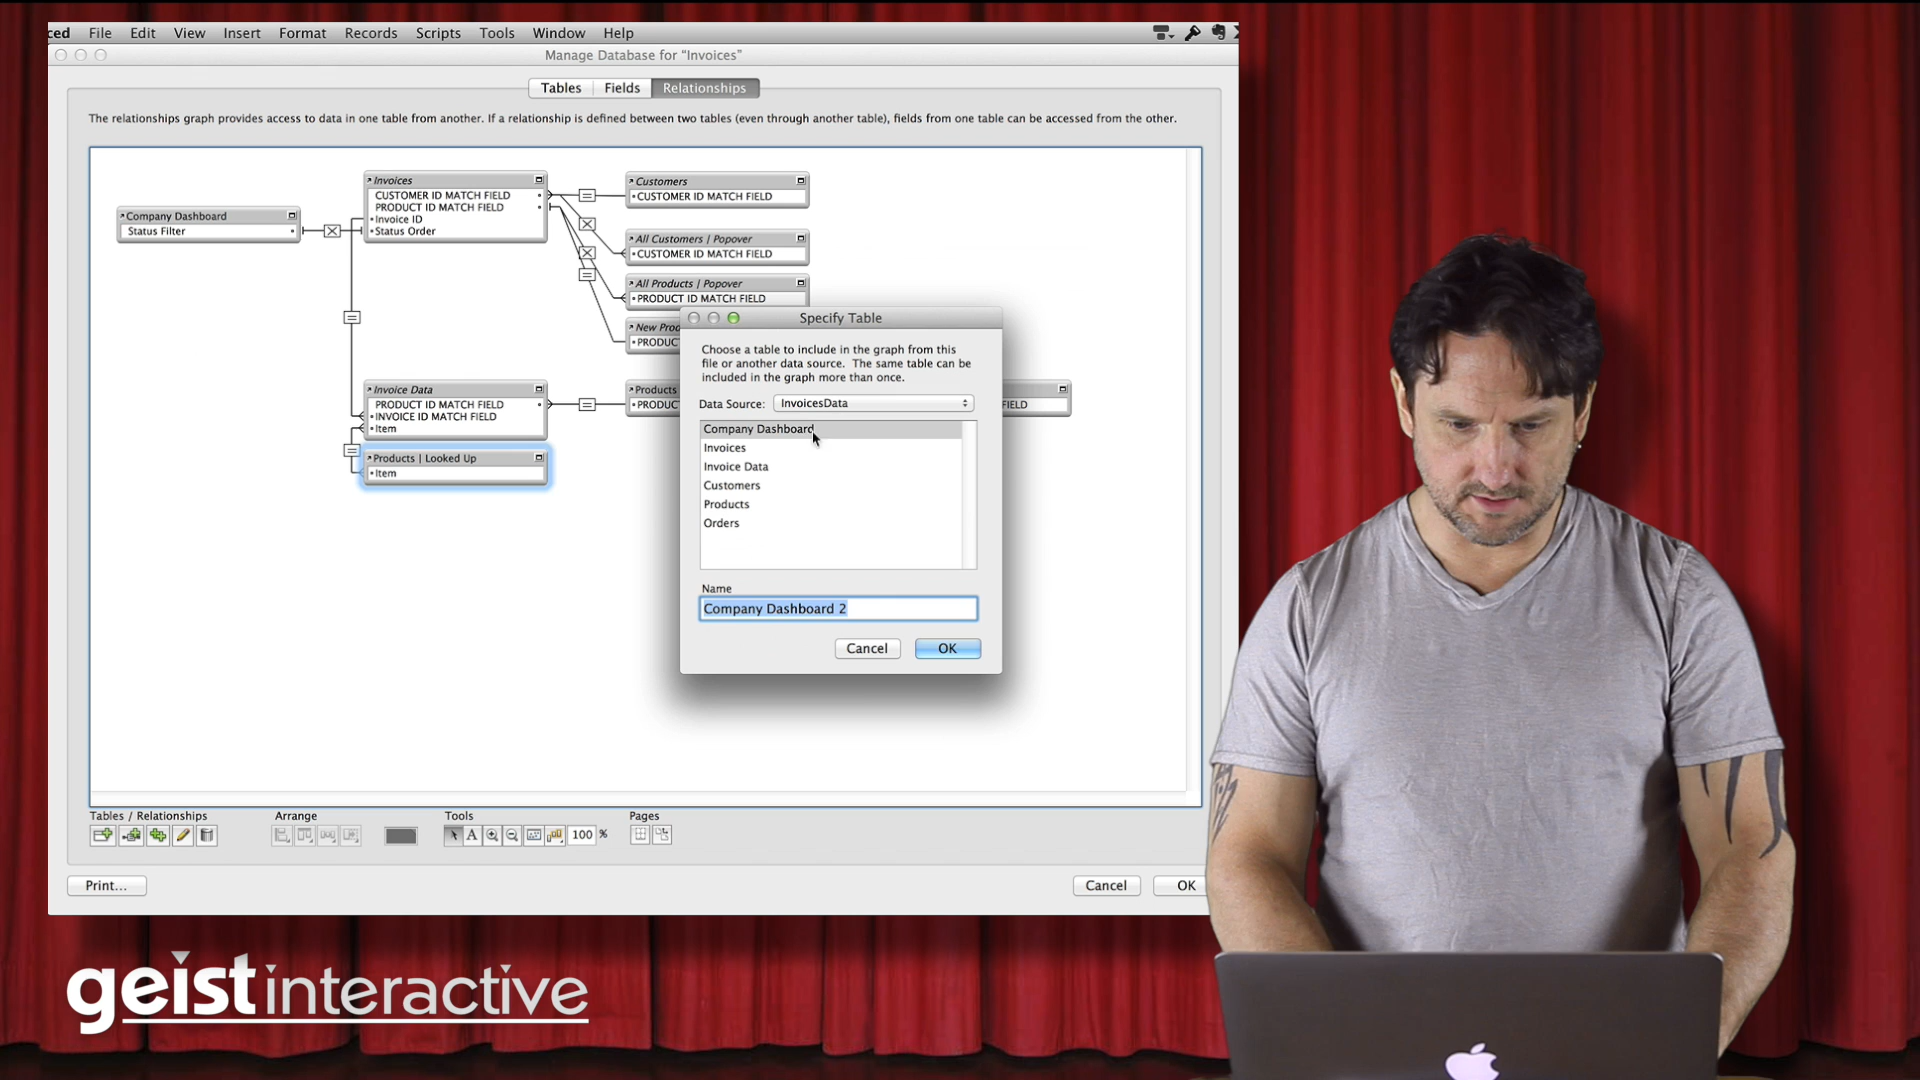 ced File Edit View Insert Format Records Scripts Tools Window Help
Manage Database for "Invoices"
Tables Fields Relationships
The relationships graph provides access to data in one table from another. If a relationship is defined between two tables (even through another table), fields from one table can be accessed from the other.
Company Dashboard
Status Filter
Invoices
CUSTOMER ID MATCH FIELD
PRODUCT ID MATCH FIELD
Invoice ID
Status Order
Customers
CUSTOMER ID MATCH FIELD
All Customers | Popover
CUSTOMER ID MATCH FIELD
All Products | Popover
PRODUCT ID MATCH FIELD
New Prod
PRODUCT
Invoice Data
PRODUCT ID MATCH FIELD
INVOICE ID MATCH FIELD
Item
Products
PRODUC
FIELD
Products | Looked Up
Item
Specify Table
Choose a table to include in the graph from this
file or another data source. The same table can be
included in the graph more than once.
Data Source: InvoicesData
Company Dashboard
Invoices
Invoice Data
Customers
Products
Orders
Name
Company Dashboard 2
Cancel OK
Tables / Relationships Arrange Tools Pages
A 100 %
Print... Cancel OK
geistinteractive